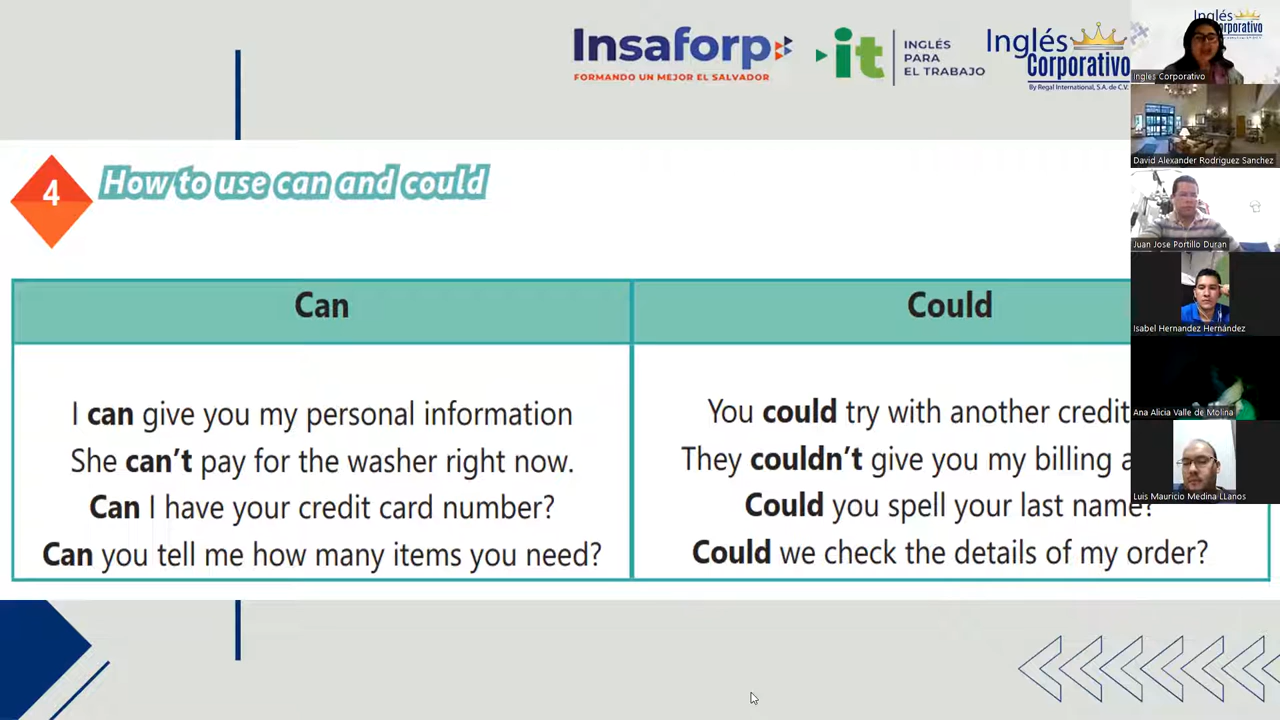 Insaforp
FORMANDO UN MEJOR EL SALVADOR
it
INGLÉS
PARA
EL TRABAJO
Inglés
Corporativo
By Regal International, S.A. de C.V.
Inglés
Corporativo
Ingles Corporativo
David Alexander Rodriguez Sanchez
Juan Jose Portillo Duran
Isabel Hernandez Hernández
Ana Alicia Valle de Molina
Luis Mauricio Medina LLanos
4
How to use can and could
Can
I can give you my personal information
She can't pay for the washer right now.
Can I have your credit card number?
Can you tell me how many items you need?
Could
You could try with another credit
They couldn't give you my billing
Could you spell your last name?
Could we check the details of my order?